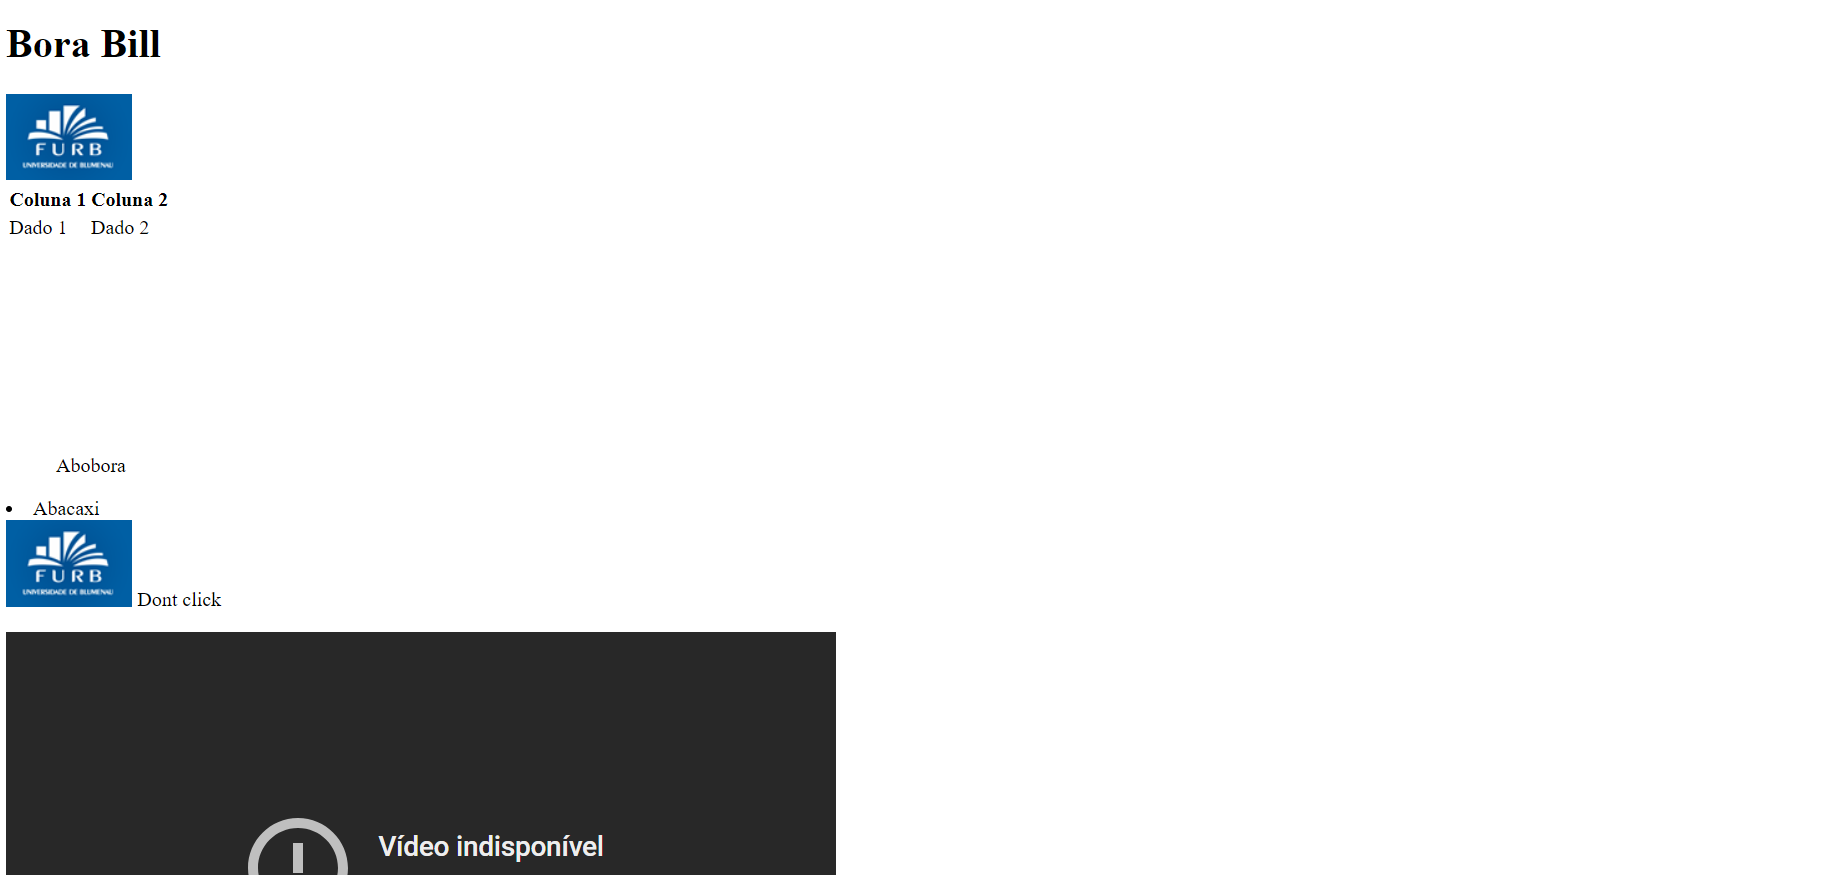 Bora Bill
FURB
UNIVERSIDADE DE BLUMENAU
Coluna 1 Coluna 2
Dado 1 Dado 2
Abobora
Abacaxi
FURB
UNIVERSIDADE DE BLUMENAU
Dont click
Vídeo indisponível